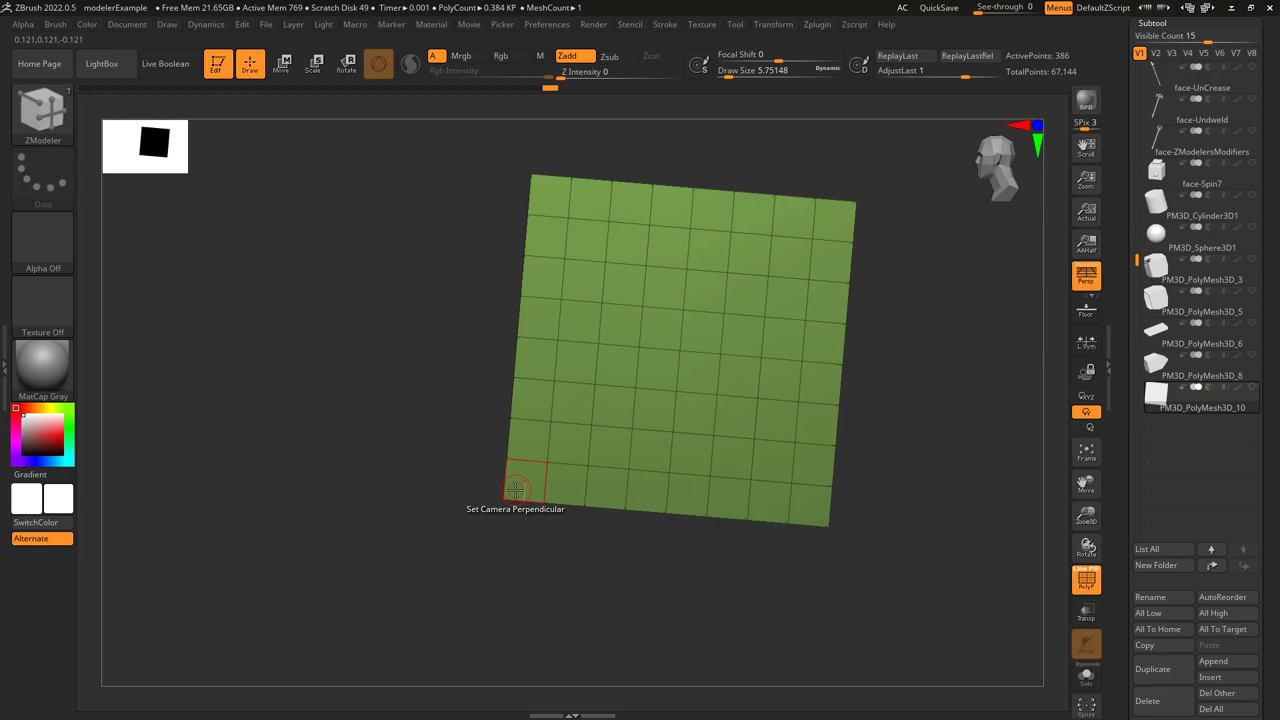 ZBrush 2022.0.5 modelerExample • Free Mem 21.65GB • Active Mem 769 • Scratch Disk 49 • Timer▶0.001 • PolyCount▶0.384 KP • MeshCount▶1 AC QuickSave See-through 0 Menus DefaultZScript
Alpha Brush Color Document Draw Dynamics Edit File Layer Light Macro Marker Material Movie Picker Preferences Render Stencil Stroke Texture Tool Transform Zplugin Zscript Help
0.121,0.121,-0.121
Home Page LightBox Live Boolean Edit Draw Move Scale Rotate
A Mrgb Rgb M Zadd Zsub Zcut
Rgb Intensity Z Intensity 0
Focal Shift 0
Draw Size 5.75148 Dynamic
S D
ReplayLast ReplayLastRel ActivePoints: 386
AdjustLast 1 TotalPoints: 67,144
1
ZModeler
Dots
Alpha Off
Texture Off
MatCap Gray
Gradient
SwitchColor
Alternate
Set Camera Perpendicular
BPR
SPix 3
Scroll
Zoom
Actual
AAHalf
Persp
Floor
L.Sym
XYZ
Y
Z
Frame
Move
Zoom3D
Rotate
Line Fill
PolyF
Transp
Ghost
Dynamic
Solo
Xpose
Subtool
Visible Count 15
V1 V2 V3 V4 V5 V6 V7 V8
face-UnCrease
face-Undweld
face-ZModelersModifiers
face-Spin7
PM3D_Cylinder3D1
PM3D_Sphere3D1
PM3D_PolyMesh3D_3
PM3D_PolyMesh3D_5
PM3D_PolyMesh3D_6
PM3D_PolyMesh3D_8
PM3D_PolyMesh3D_10
List All
New Folder
Rename AutoReorder
All Low All High
All To Home All To Target
Copy Paste
Duplicate Append
Insert
Delete Del Other
Del All